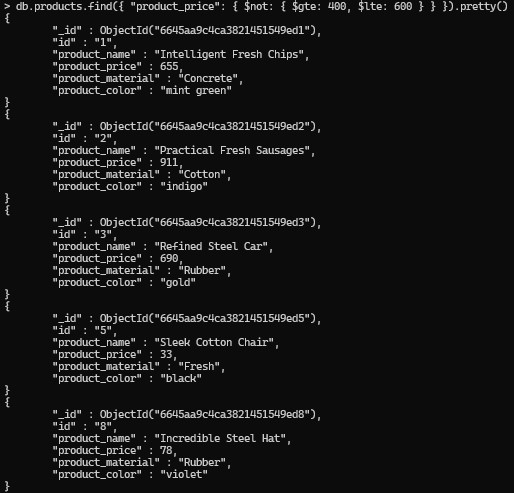 > db.products.find({ "product_price": { $not: { $gte: 400, $lte: 600 } } }).pretty()
{
        "_id" : ObjectId("6645aa9c4ca3821451549ed1"),
        "id" : "1",
        "product_name" : "Intelligent Fresh Chips",
        "product_price" : 655,
        "product_material" : "Concrete",
        "product_color" : "mint green"
}
{
        "_id" : ObjectId("6645aa9c4ca3821451549ed2"),
        "id" : "2",
        "product_name" : "Practical Fresh Sausages",
        "product_price" : 911,
        "product_material" : "Cotton",
        "product_color" : "indigo"
}
{
        "_id" : ObjectId("6645aa9c4ca3821451549ed3"),
        "id" : "3",
        "product_name" : "Refined Steel Car",
        "product_price" : 690,
        "product_material" : "Rubber",
        "product_color" : "gold"
}
{
        "_id" : ObjectId("6645aa9c4ca3821451549ed5"),
        "id" : "5",
        "product_name" : "Sleek Cotton Chair",
        "product_price" : 33,
        "product_material" : "Fresh",
        "product_color" : "black"
}
{
        "_id" : ObjectId("6645aa9c4ca3821451549ed8"),
        "id" : "8",
        "product_name" : "Incredible Steel Hat",
        "product_price" : 78,
        "product_material" : "Rubber",
        "product_color" : "violet"
}